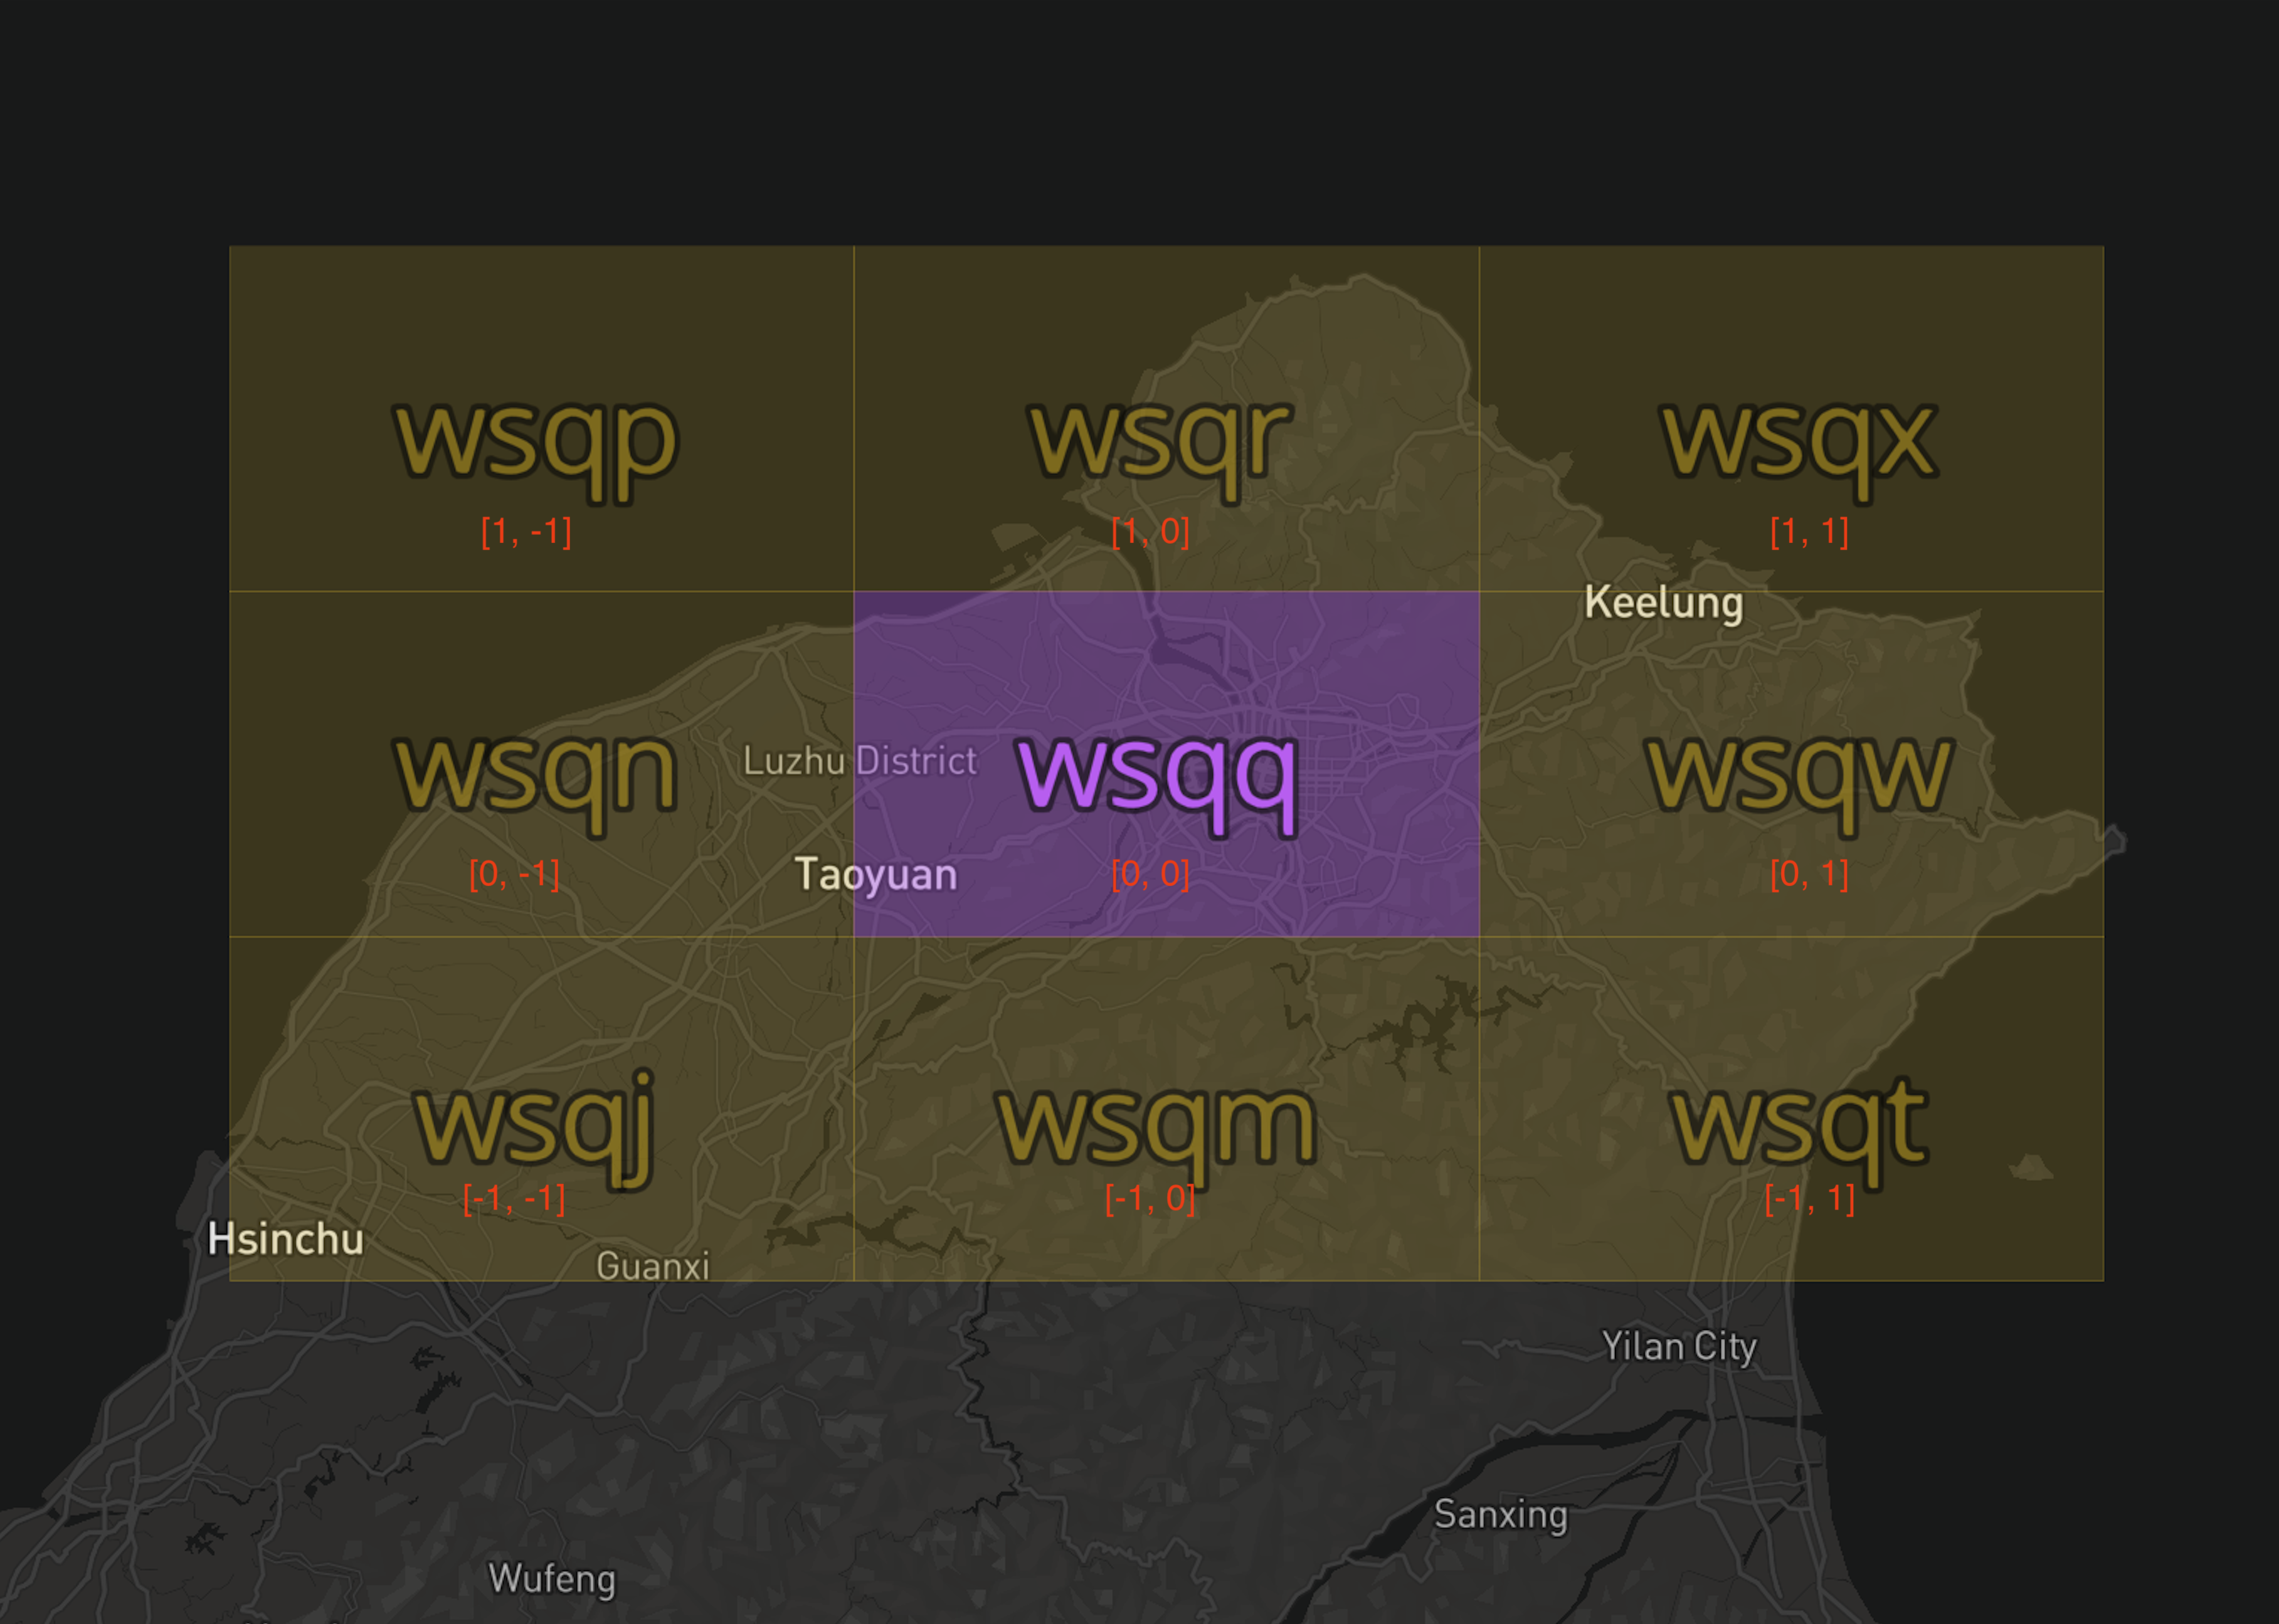 wsqp
[1, -1]
wsqr
[1, 0]
wsqx
[1, 1]
Keelung
wsqn
[0, -1]
Luzhu District
Taoyuan
wsqq
[0, 0]
wsqw
[0, 1]
wsqj
[-1, -1]
wsqm
[-1, 0]
wsqt
[-1, 1]
Hsinchu
Guanxi
Yilan City
Sanxing
Wufeng